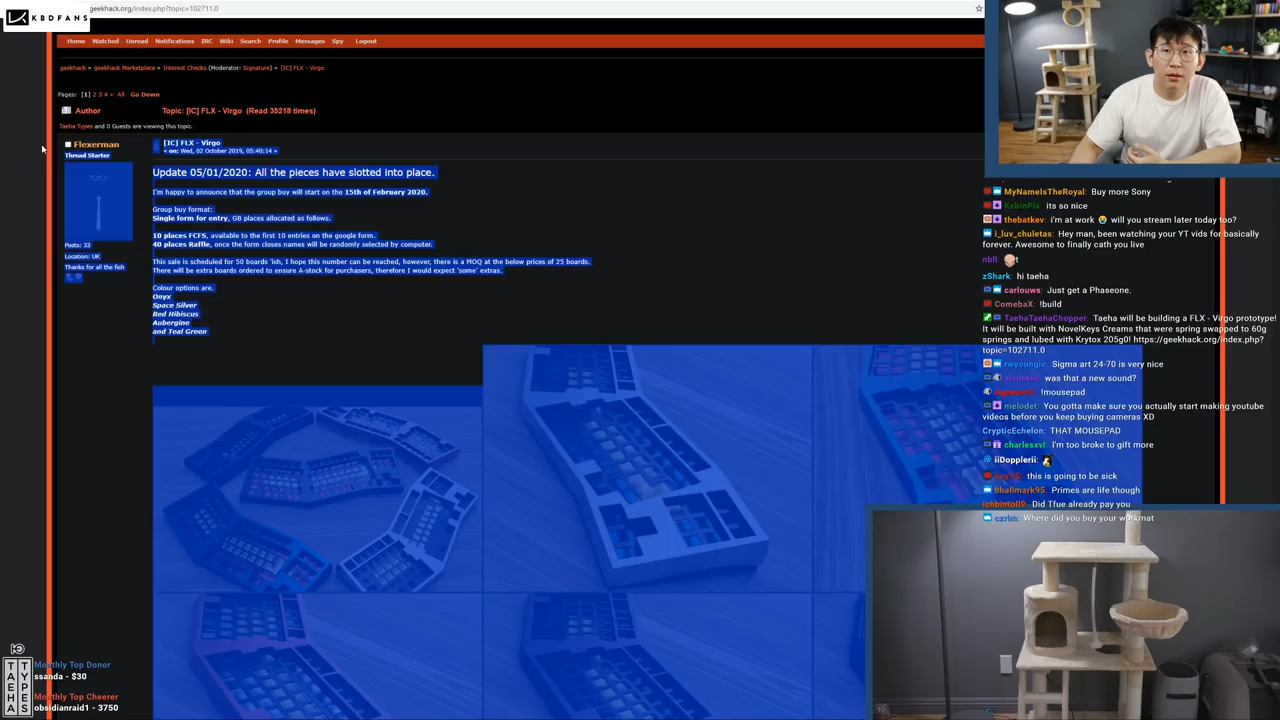 KBDFANS
geekhack.org/index.php?topic=102711.0
Home Watched Unread Notifications IRC Wiki Search Profile Messages Spy Logout
geekhack » geekhack Marketplace » Interest Checks (Moderator: Signature) » [IC] FLX - Virgo
Pages: [1] 2 3 4 » All Go Down
Author Topic: [IC] FLX - Virgo (Read 35218 times)
Taeha Types and 0 Guests are viewing this topic.
Flexerman
Thread Starter
Posts: 33
Location: UK
Thanks for all the fish
[IC] FLX - Virgo
« on: Wed, 02 October 2019, 05:40:14 »
Update 05/01/2020: All the pieces have slotted into place.
I'm happy to announce that the group buy will start on the 15th of February 2020.
Group buy format:
Single form for entry, GB places allocated as follows.
10 places FCFS, available to the first 10 entries on the google form.
40 places Raffle, once the form closes names will be randomly selected by computer.
This sale is scheduled for 50 boards 'ish, I hope this number can be reached, however, there is a MOQ at the below prices of 25 boards.
There will be extra boards ordered to ensure A-stock for purchasers, therefore I would expect 'some' extras.
Colour options are.
Onyx
Space Silver
Red Hibiscus
Aubergine
and Teal Green
MyNameIsTheRoyal: Buy more Sony
KebinPls: its so nice
thebatkev: i'm at work 😭 will you stream later today too?
i_luv_chuletas: Hey man, been watching your YT vids for basically
forever. Awesome to finally cath you live
nbll: t
zShark: hi taeha
carlouws: Just get a Phaseone.
ComebaX: !build
TaehaTaehaChopper: Taeha will be building a FLX - Virgo prototype!
It will be built with NovelKeys Creams that were spring swapped to 60g
springs and lubed with Krytox 205g0! https://geekhack.org/index.php?
topic=102711.0
rwyoungiv: Sigma art 24-70 is very nice
was that a new sound?
!mousepad
melodet: You gotta make sure you actually start making youtube
videos before you keep buying cameras XD
CrypticEchelon: THAT MOUSEPAD
charlesxvl: I'm too broke to gift more
iiDopplerii:
this is going to be sick
bhallmark95: Primes are life though
Did Tfue already pay you
cxrim: Where did you buy your workmat
TAEHA TYPES
Monthly Top Donor
ssanda - $30
Monthly Top Cheerer
obsidianraid1 - 3750